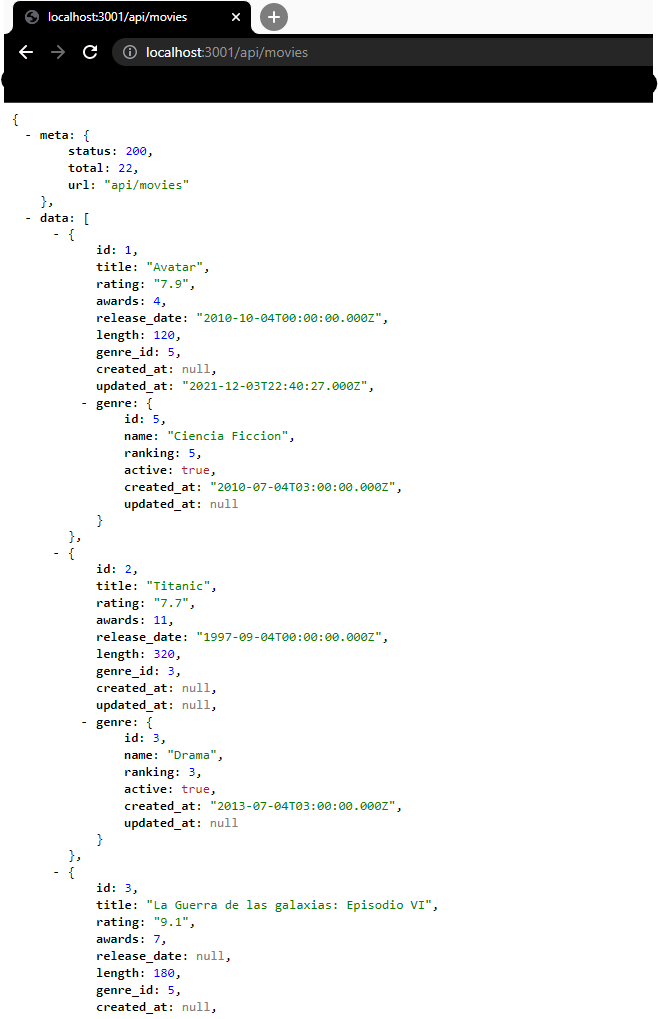 localhost:3001/api/movies
localhost:3001/api/movies
{
- meta: {
status: 200,
total: 22,
url: "api/movies"
},
- data: [
- {
id: 1,
title: "Avatar",
rating: "7.9",
awards: 4,
release_date: "2010-10-04T00:00:00.000Z",
length: 120,
genre_id: 5,
created_at: null,
updated_at: "2021-12-03T22:40:27.000Z",
- genre: {
id: 5,
name: "Ciencia Ficcion",
ranking: 5,
active: true,
created_at: "2010-07-04T03:00:00.000Z",
updated_at: null
}
},
- {
id: 2,
title: "Titanic",
rating: "7.7",
awards: 11,
release_date: "1997-09-04T00:00:00.000Z",
length: 320,
genre_id: 3,
created_at: null,
updated_at: null,
- genre: {
id: 3,
name: "Drama",
ranking: 3,
active: true,
created_at: "2013-07-04T03:00:00.000Z",
updated_at: null
}
},
- {
id: 3,
title: "La Guerra de las galaxias: Episodio VI",
rating: "9.1",
awards: 7,
release_date: null,
length: 180,
genre_id: 5,
created_at: null,